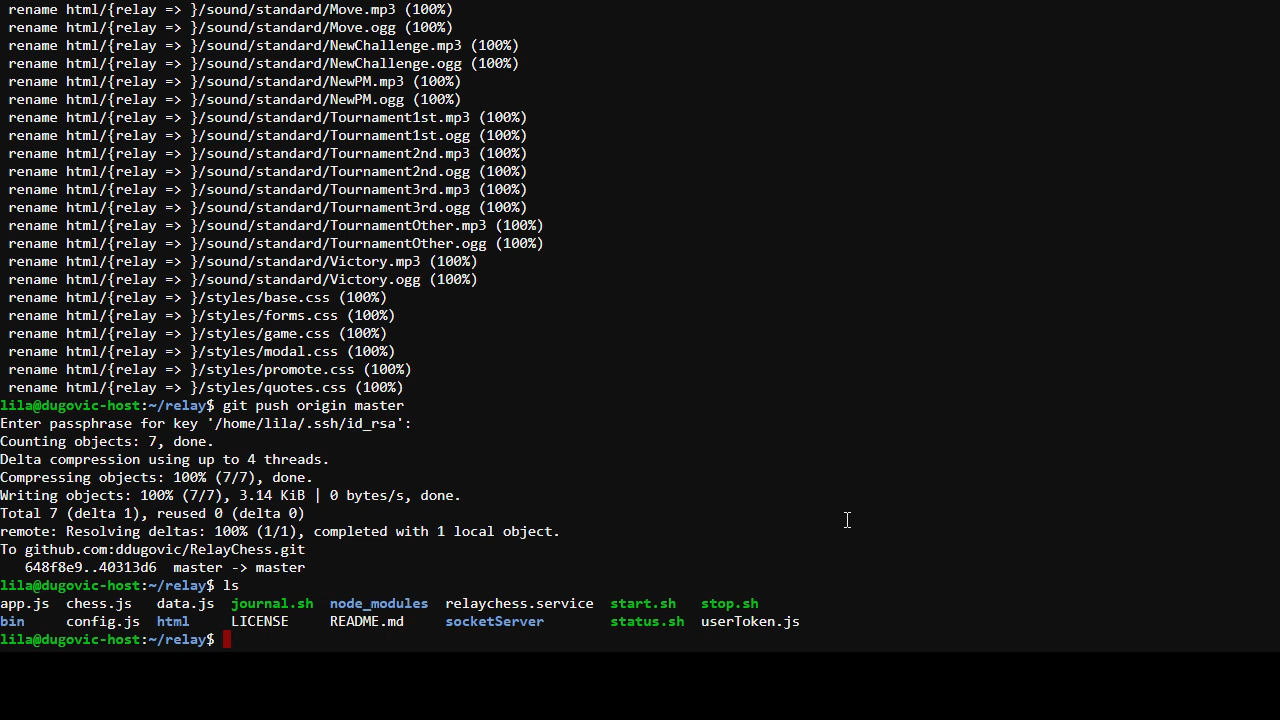 rename html/{relay => }/sound/standard/Move.mp3 (100%)
rename html/{relay => }/sound/standard/Move.ogg (100%)
rename html/{relay => }/sound/standard/NewChallenge.mp3 (100%)
rename html/{relay => }/sound/standard/NewChallenge.ogg (100%)
rename html/{relay => }/sound/standard/NewPM.mp3 (100%)
rename html/{relay => }/sound/standard/NewPM.ogg (100%)
rename html/{relay => }/sound/standard/Tournament1st.mp3 (100%)
rename html/{relay => }/sound/standard/Tournament1st.ogg (100%)
rename html/{relay => }/sound/standard/Tournament2nd.mp3 (100%)
rename html/{relay => }/sound/standard/Tournament2nd.ogg (100%)
rename html/{relay => }/sound/standard/Tournament3rd.mp3 (100%)
rename html/{relay => }/sound/standard/Tournament3rd.ogg (100%)
rename html/{relay => }/sound/standard/TournamentOther.mp3 (100%)
rename html/{relay => }/sound/standard/TournamentOther.ogg (100%)
rename html/{relay => }/sound/standard/Victory.mp3 (100%)
rename html/{relay => }/sound/standard/Victory.ogg (100%)
rename html/{relay => }/styles/base.css (100%)
rename html/{relay => }/styles/forms.css (100%)
rename html/{relay => }/styles/game.css (100%)
rename html/{relay => }/styles/modal.css (100%)
rename html/{relay => }/styles/promote.css (100%)
rename html/{relay => }/styles/quotes.css (100%)
lila@dugovic-host:~/relay$ git push origin master
Enter passphrase for key '/home/lila/.ssh/id_rsa':
Counting objects: 7, done.
Delta compression using up to 4 threads.
Compressing objects: 100% (7/7), done.
Writing objects: 100% (7/7), 3.14 KiB | 0 bytes/s, done.
Total 7 (delta 1), reused 0 (delta 0)
remote: Resolving deltas: 100% (1/1), completed with 1 local object.
To github.com:ddugovic/RelayChess.git
648f8e9..40313d6  master -> master
lila@dugovic-host:~/relay$ ls
app.js  chess.js   data.js  journal.sh  node_modules  relaychess.service  start.sh   stop.sh
bin     config.js  html     LICENSE     README.md     socketServer        status.sh  userToken.js
lila@dugovic-host:~/relay$